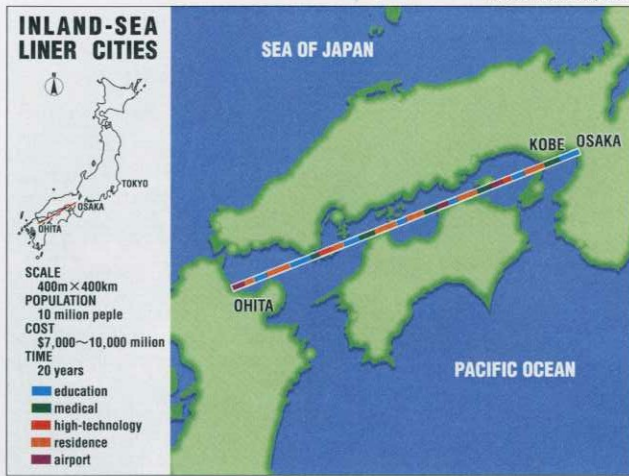 INLAND-SEA
LINER CITIES
N
TOKYO
OSAKA
OHITA
SCALE
400m×400km
POPULATION
10 milion peple
COST
$7,000～10,000 milion
TIME
20 years
education
medical
high-technology
residence
airport
SEA OF JAPAN
KOBE OSAKA
OHITA
PACIFIC OCEAN